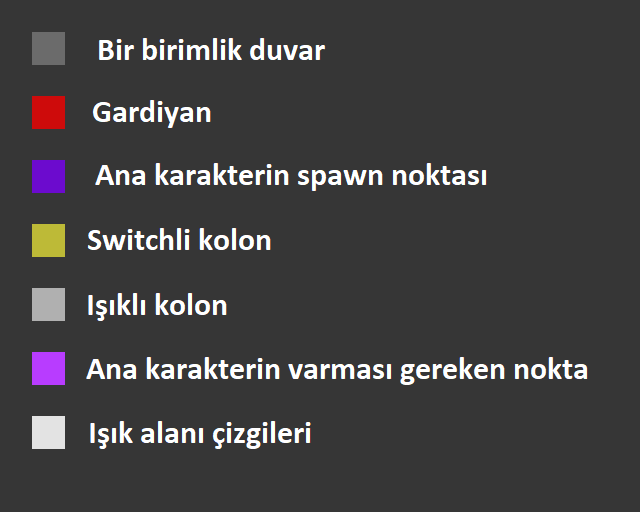 Bir birimlik duvar
Gardiyan
Ana karakterin spawn noktası
Switchli kolon
Işıklı kolon
Ana karakterin varması gereken nokta
Işık alanı çizgileri